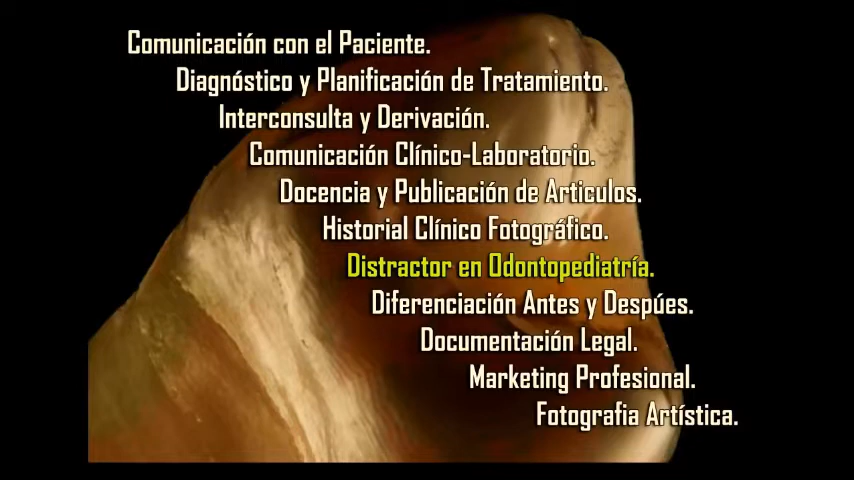 Comunicación con el Paciente.
Diagnóstico y Planificación de Tratamiento.
Interconsulta y Derivación.
Comunicación Clínico-Laboratorio.
Docencia y Publicación de Articulos.
Historial Clínico Fotográfico.
Distractor en Odontopediatría.
Diferenciación Antes y Despúes.
Documentación Legal.
Marketing Profesional.
Fotografia Artística.